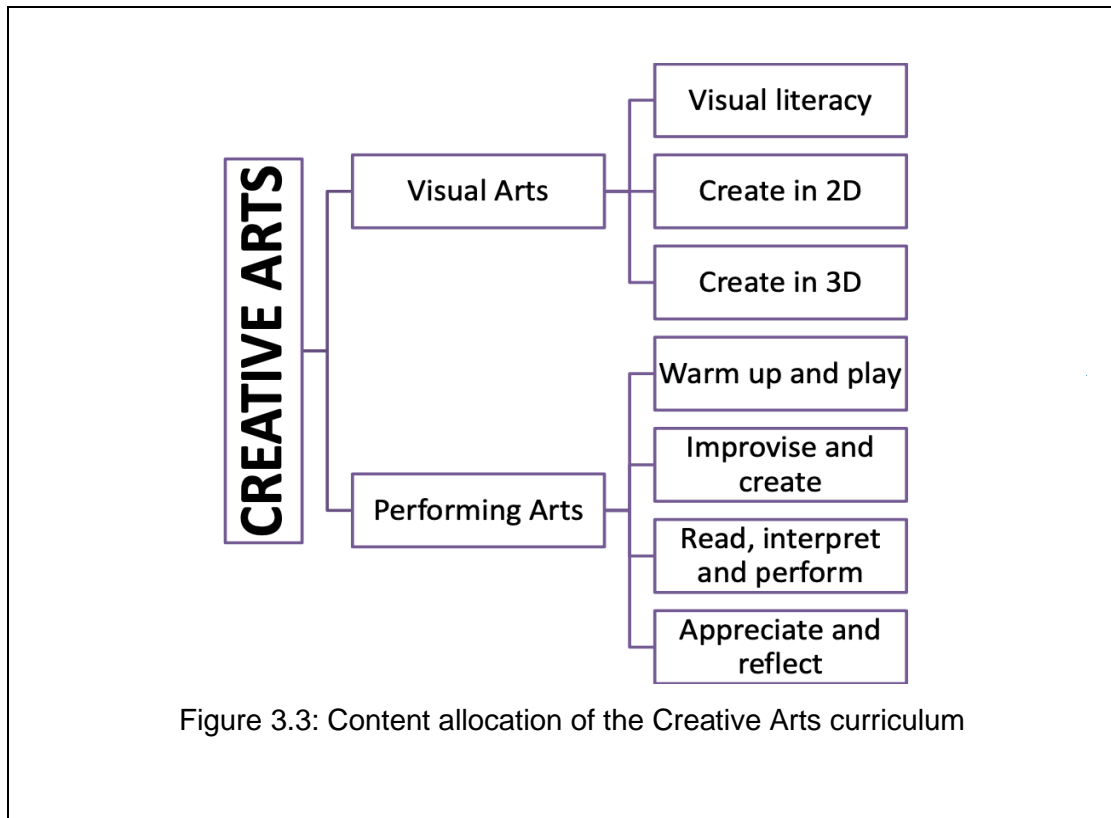 CREATIVE ARTS
Visual Arts
Visual literacy
Create in 2D
Create in 3D
Performing Arts
Warm up and play
Improvise and
create
Read, interpret
and perform
Appreciate and
reflect
Figure 3.3: Content allocation of the Creative Arts curriculum